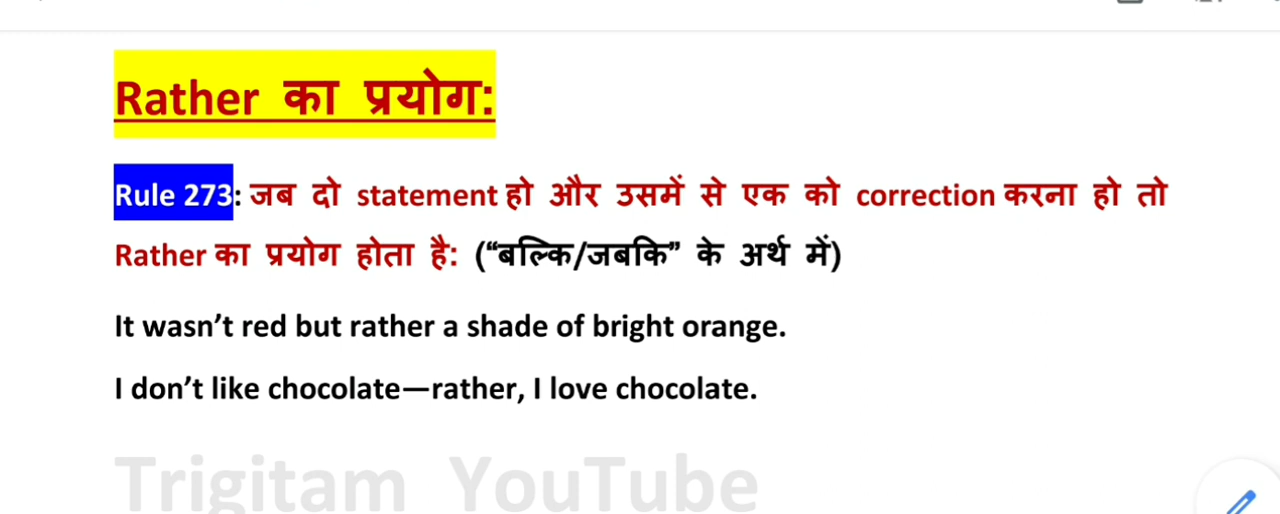 Rather का प्रयोग:
Rule 273: जब दो statement हो और उसमें से एक को correction करना हो तो
Rather का प्रयोग होता है: (“बल्कि/जबकि” के अर्थ में)
It wasn’t red but rather a shade of bright orange.
I don’t like chocolate—rather, I love chocolate.
Trigitam YouTube